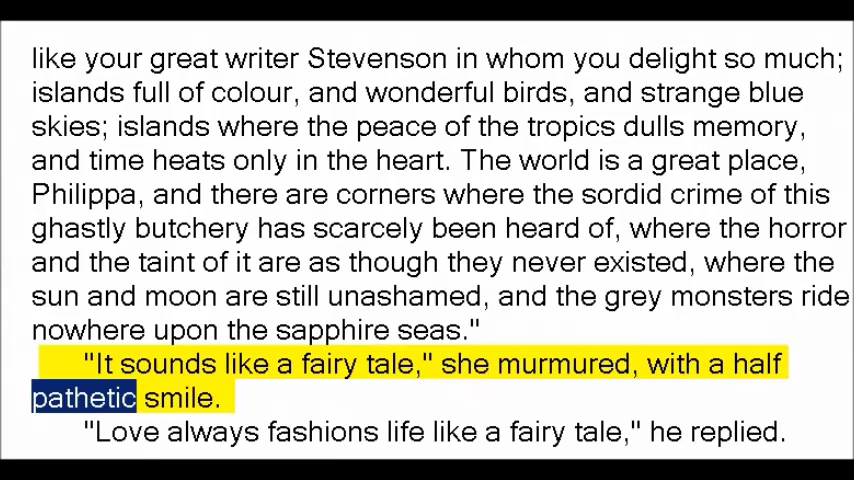 like your great writer Stevenson in whom you delight so much;
islands full of colour, and wonderful birds, and strange blue
skies; islands where the peace of the tropics dulls memory,
and time heats only in the heart. The world is a great place,
Philippa, and there are corners where the sordid crime of this
ghastly butchery has scarcely been heard of, where the horror
and the taint of it are as though they never existed, where the
sun and moon are still unashamed, and the grey monsters ride
nowhere upon the sapphire seas."
"It sounds like a fairy tale," she murmured, with a half
pathetic smile.
"Love always fashions life like a fairy tale," he replied.